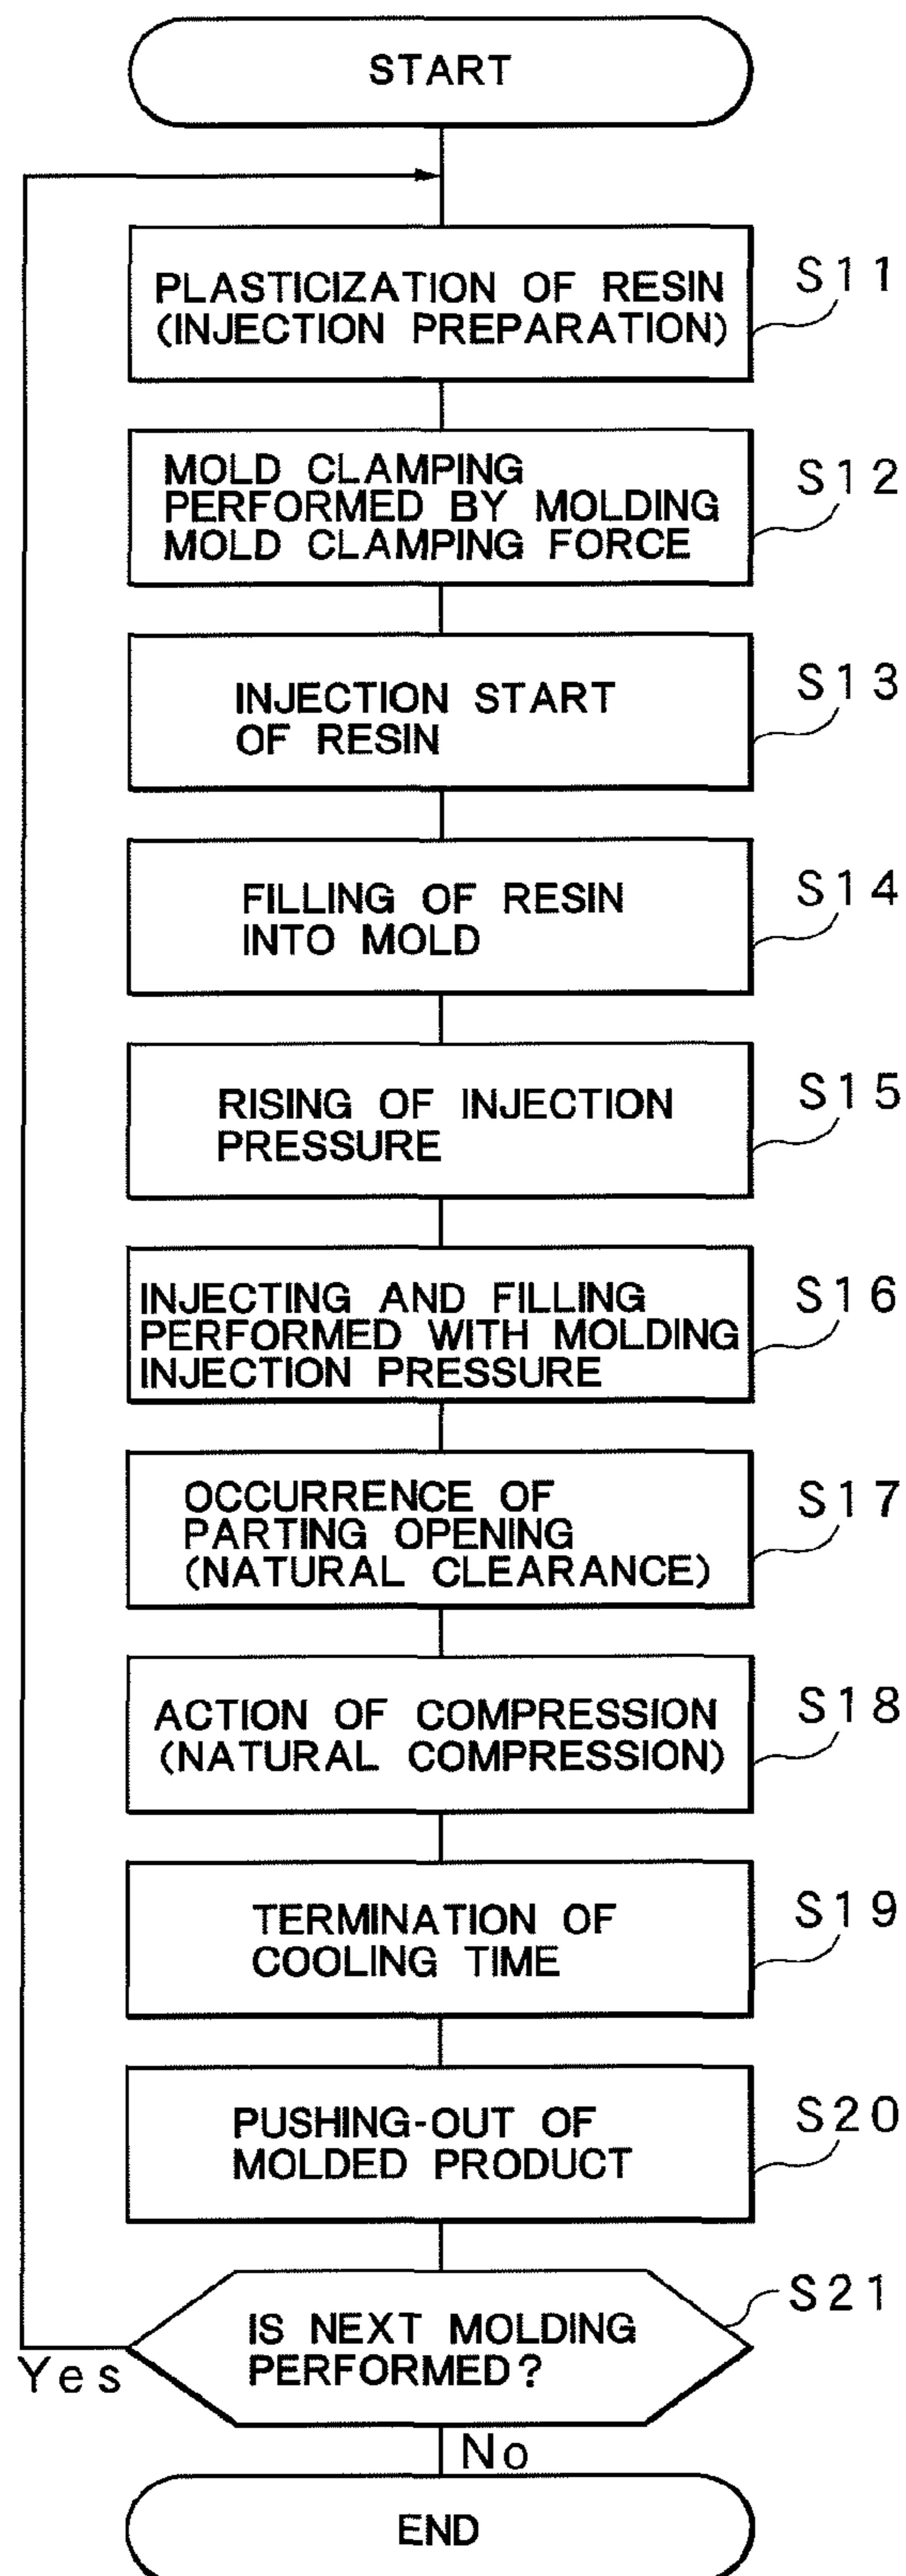 START
PLASTICIZATION OF RESIN
(INJECTION PREPARATION)
S11
MOLD CLAMPING
PERFORMED BY MOLDING
MOLD CLAMPING FORCE
S12
INJECTION START
OF RESIN
S13
FILLING OF RESIN
INTO MOLD
S14
RISING OF INJECTION
PRESSURE
S15
INJECTING AND FILLING
PERFORMED WITH MOLDING
INJECTION PRESSURE
S16
OCCURRENCE OF
PARTING OPENING
(NATURAL CLEARANCE)
S17
ACTION OF COMPRESSION
(NATURAL COMPRESSION)
S18
TERMINATION OF
COOLING TIME
S19
PUSHING-OUT OF
MOLDED PRODUCT
S20
IS NEXT MOLDING
PERFORMED?
S21
Yes
No
END